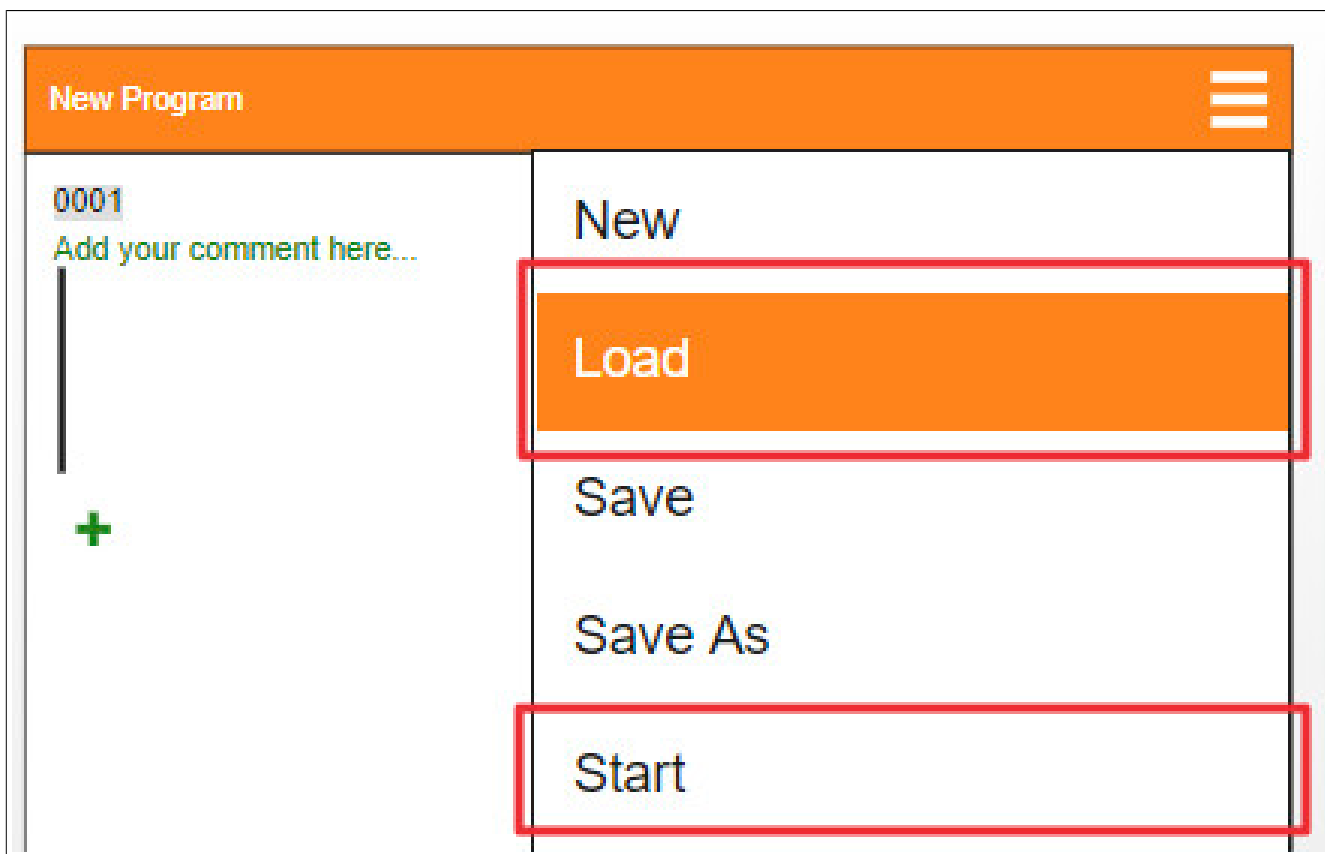 New Program
0001
Add your comment here...
New
Load
Save
Save As
Start